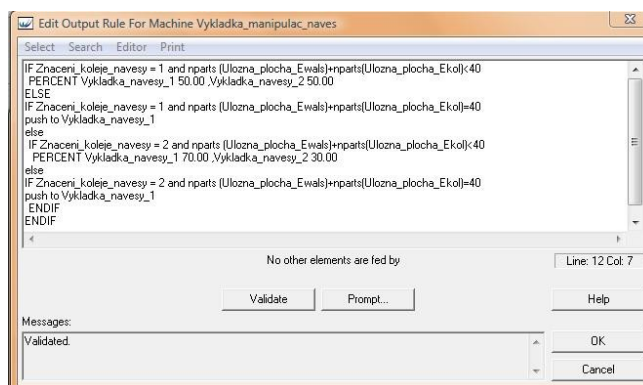 Edit Output Rule For Machine Vykladka_manipulac_naves
Select Search Editor Print
IF Znaceni_koleje_navesy = 1 and nparts (Ulozna_plocha_Ewals)+nparts(Ulozna_plocha_Ekol)<40
PERCENT Vykladka_navesy_1 50.00 ,Vykladka_navesy_2 50.00
ELSE
IF Znaceni_koleje_navesy = 1 and nparts (Ulozna_plocha_Ewals)+nparts(Ulozna_plocha_Ekol)=40
push to Vykladka_navesy_1
else
IF Znaceni_koleje_navesy = 2 and nparts (Ulozna_plocha_Ewals)+nparts(Ulozna_plocha_Ekol)<40
PERCENT Vykladka_navesy_1 70.00 ,Vykladka_navesy_2 30.00
else
IF Znaceni_koleje_navesy = 2 and nparts (Ulozna_plocha_Ewals)+nparts(Ulozna_plocha_Ekol)=40
push to Vykladka_navesy_1
ENDIF
ENDIF
No other elements are fed by
Line: 12 Col: 7
Validate Prompt... Help
Messages:
Validated.
OK
Cancel